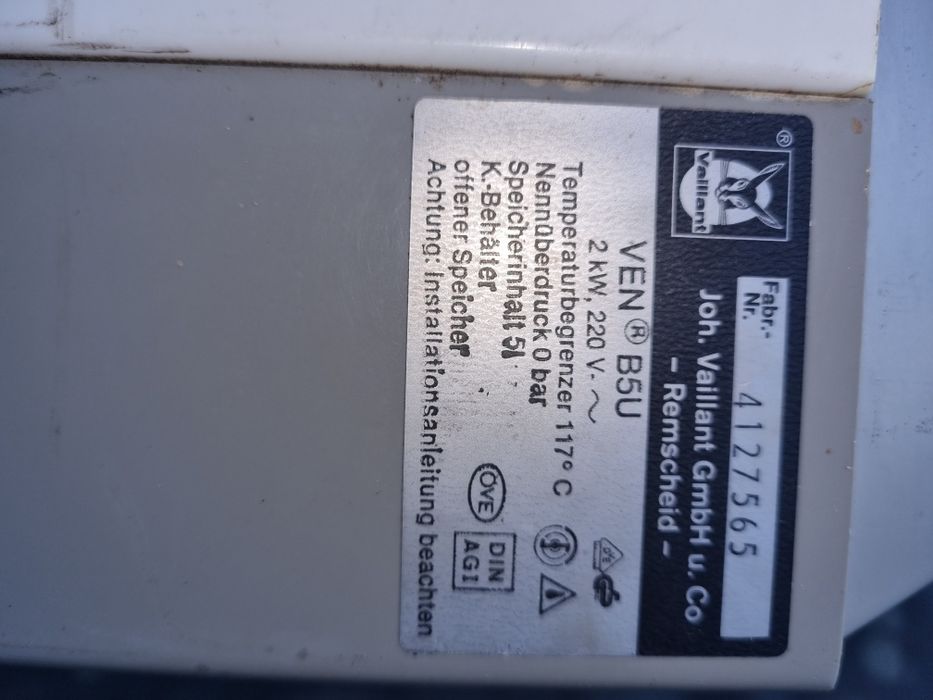 ®
Vaillant
Fabr.-
Nr.
4127565
Joh. Vaillant GmbH u. Co
– Remscheid –
VEN® B5U
2 kW, 220 V. ~
Temperaturbegrenzer 117° C
Nennüberdruck 0 bar
Speicherinhalt 5l
K.-Behälter
offener Speicher
Achtung: Installationsanleitung beachten
ÖVE
DIN
AGI